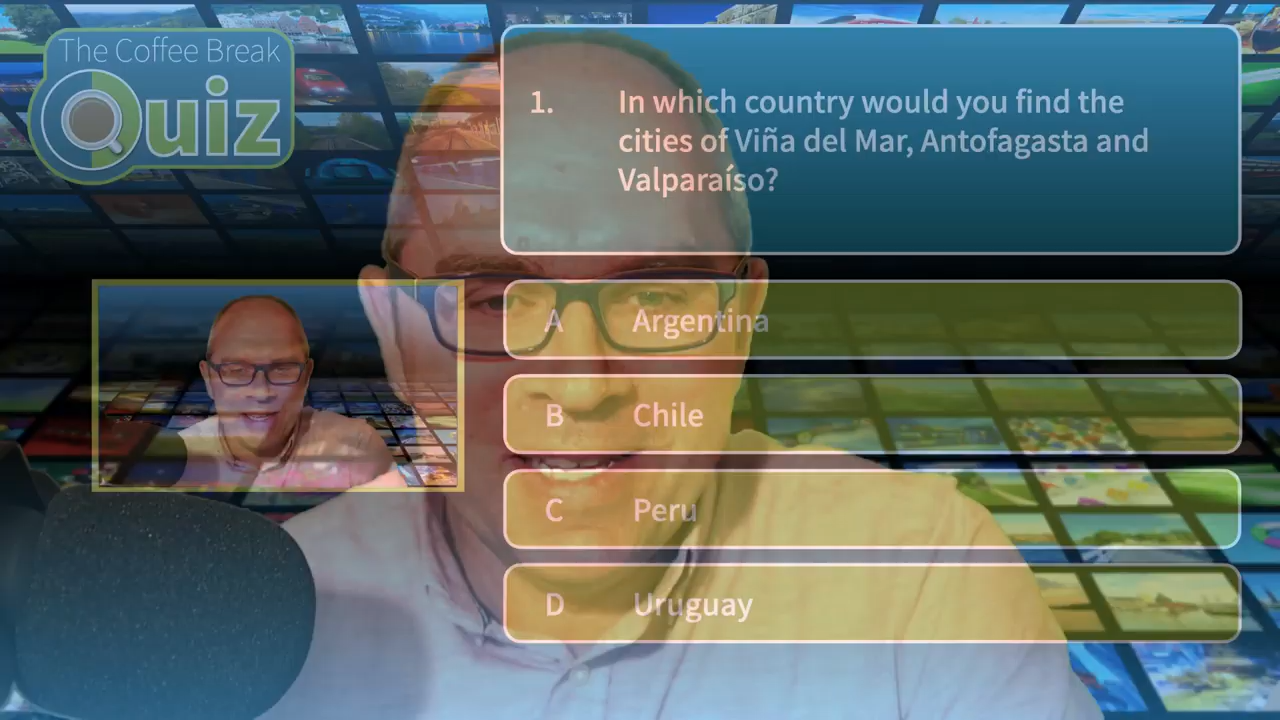 The Coffee Break
Quiz
1. In which country would you find the
cities of Viña del Mar, Antofagasta and
Valparaíso?
A Argentina
B Chile
C Peru
D Uruguay